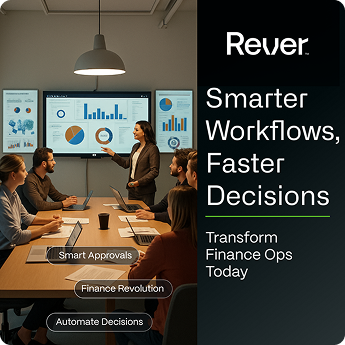 Rever
Smarter
Workflows,
Faster
Decisions
Transform
Finance Ops
Today
Smart Approvals
Finance Revolution
Automate Decisions